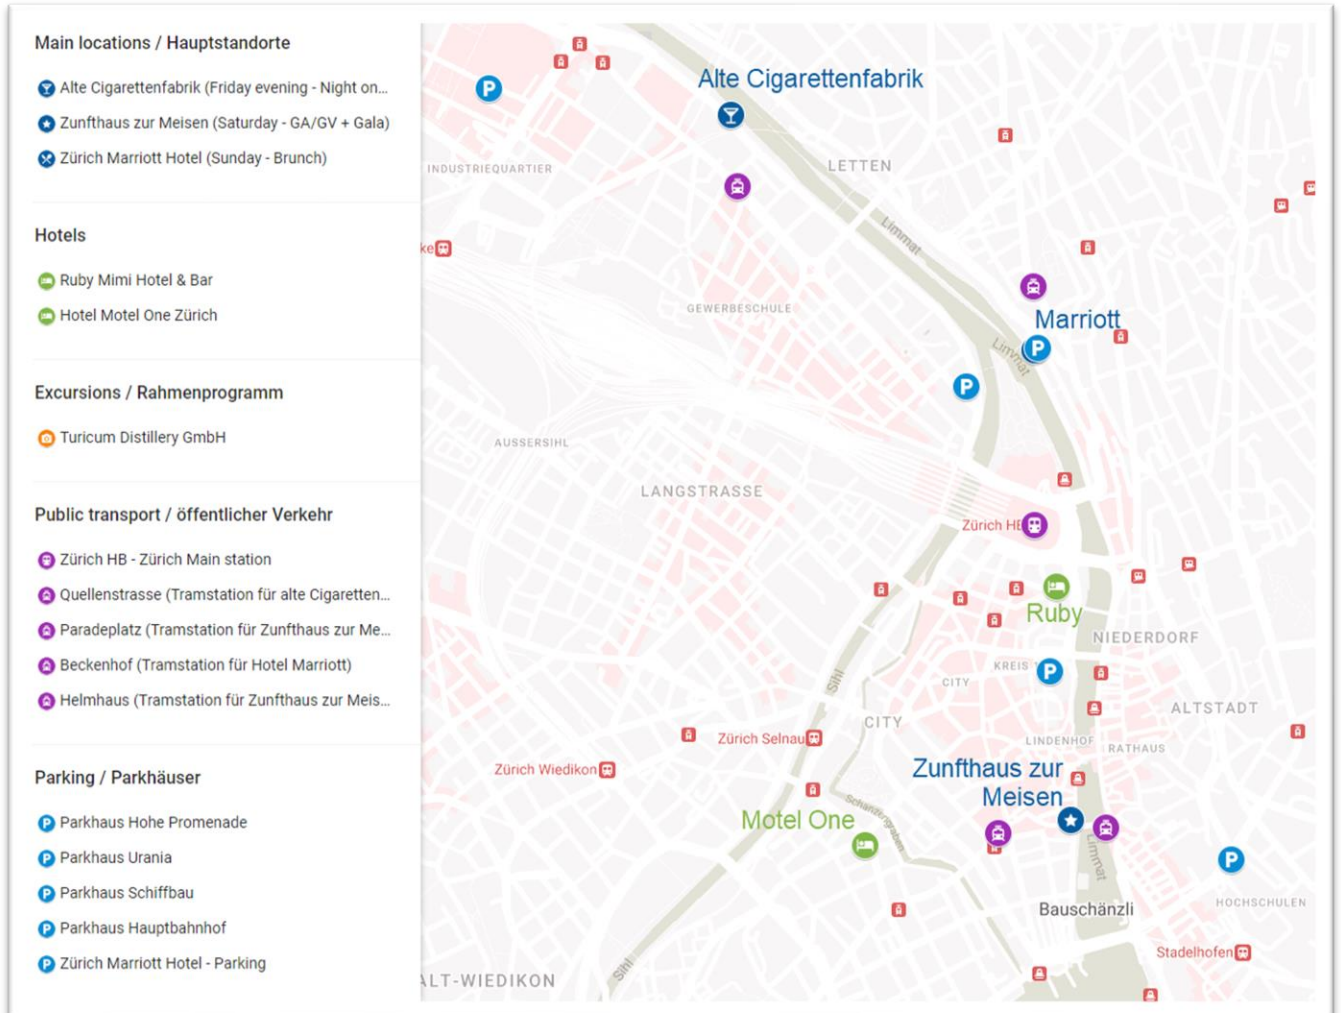 Main locations / Hauptstandorte
Alte Cigarettenfabrik (Friday evening - Night on...
Zunfthaus zur Meisen (Saturday - GA/GV + Gala)
Zürich Marriott Hotel (Sunday - Brunch)
Hotels
Ruby Mimi Hotel & Bar
Hotel Motel One Zürich
Excursions / Rahmenprogramm
Turicum Distillery GmbH
Public transport / öffentlicher Verkehr
Zürich HB - Zürich Main station
Quellenstrasse (Tramstation für alte Cigaretten...
Paradeplatz (Tramstation für Zunfthaus zur Me...
Beckenhof (Tramstation für Hotel Marriott)
Helmhaus (Tramstation für Zunfthaus zur Meis...
Parking / Parkhäuser
P Parkhaus Hohe Promenade
P Parkhaus Urania
P Parkhaus Schiffbau
P Parkhaus Hauptbahnhof
P Zürich Marriott Hotel - Parking
Alte Cigarettenfabrik
P
INDUSTRIEQUARTIER
LETTEN
Limmat
ke
GEWERBESCHULE
Marriott
P
Limmat
P
AUSSERSIHL
LANGSTRASSE
Zürich HB
Ruby
NIEDERDORF
KREIS
P
CITY
Sihl
ALTSTADT
CITY
Zürich Selnau
LINDENHOF
RATHAUS
Zürich Wiedikon
Zunfthaus zur
Meisen
Schanzengraben
Motel One
Limmat
P
HOCHSCHULEN
Bauschänzli
Stadelhofen
Sihl
ALT-WIEDIKON